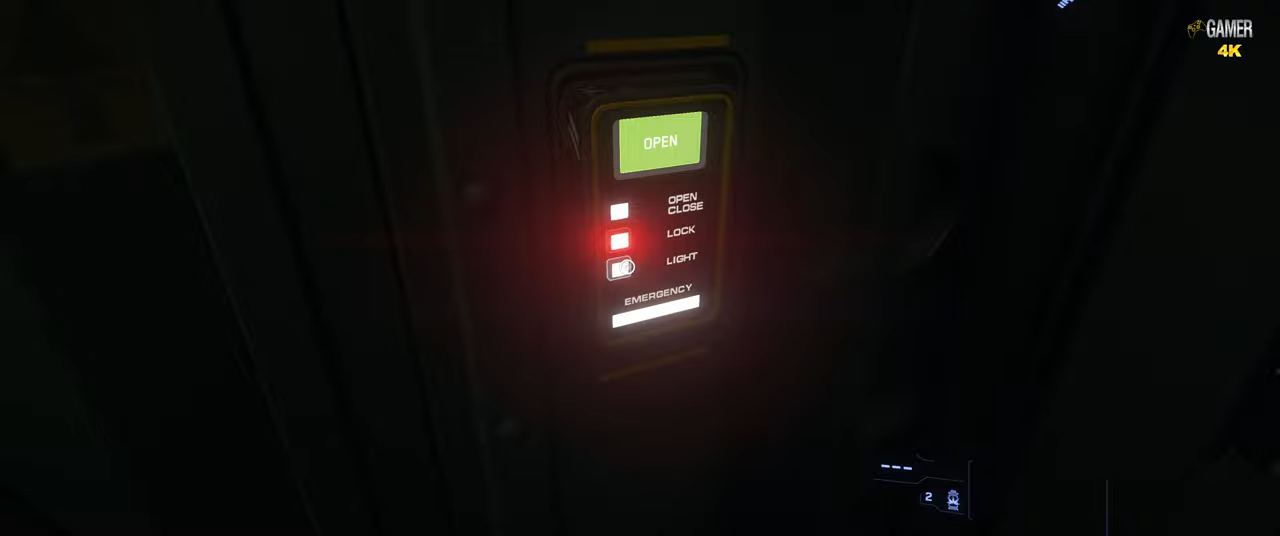 GAMER
4K
OPEN
OPEN
CLOSE
LOCK
LIGHT
EMERGENCY
2